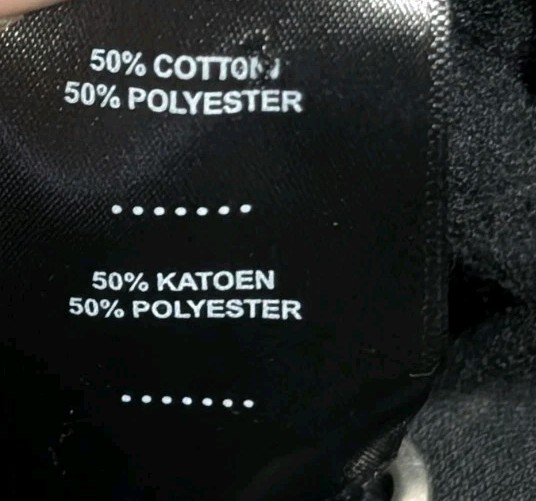 50% COTTON
50% POLYESTER
.......
50% KATOEN
50% POLYESTER
.......